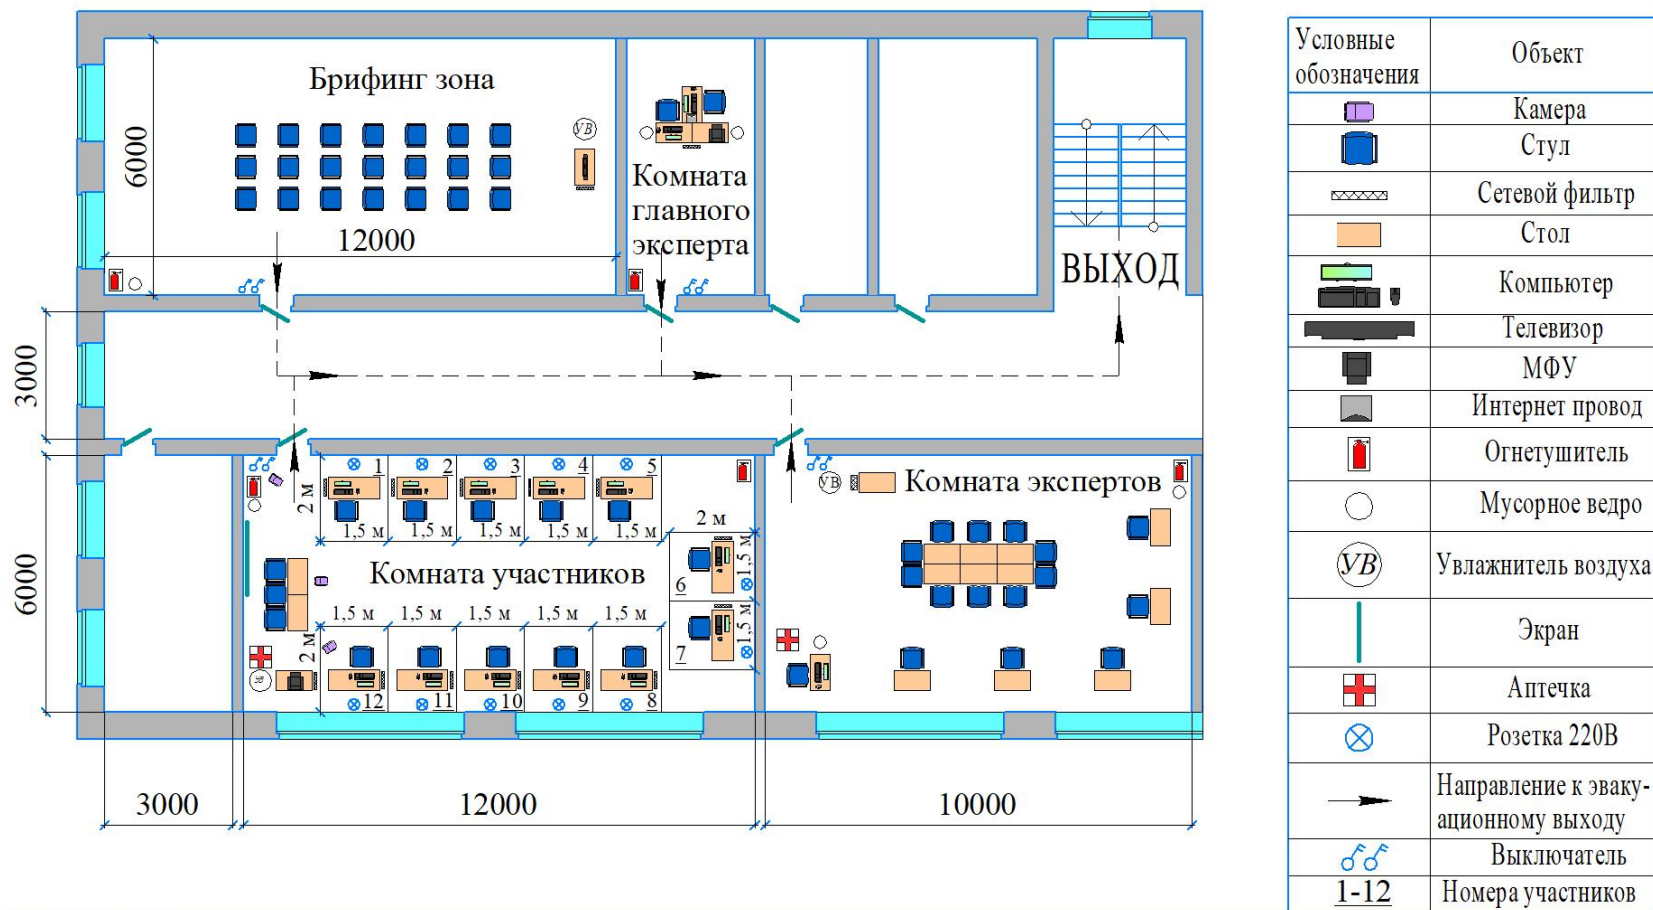 Брифинг зона
УВ
6000
12000
Комната
главного
эксперта
ВЫХОД
3000
6000
1
2
3
4
5
2 м
1,5 м
1,5 м
1,5 м
1,5 м
1,5 м
2 м
Комната участников
6
1,5 м
7
1,5 м
1,5 м
1,5 м
1,5 м
1,5 м
1,5 м
2 м
УВ
12
11
10
9
8
УВ
Комната экспертов
3000
12000
10000
Условные
обозначения
Объект
Камера
Стул
Сетевой фильтр
Стол
Компьютер
Телевизор
МФУ
Интернет провод
Огнетушитель
Мусорное ведро
УВ
Увлажнитель воздуха
Экран
Аптечка
Розетка 220В
Направление к эваку-
ационному выходу
Выключатель
1-12
Номера участников